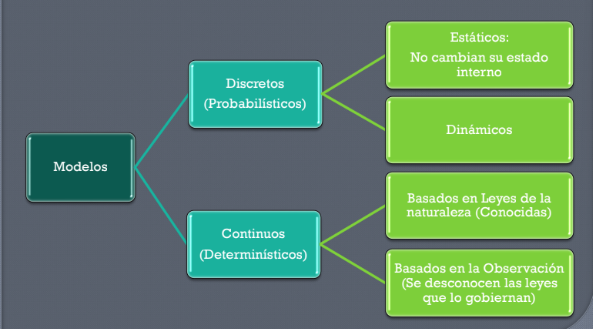 Modelos
Discretos
(Probabilísticos)
Estáticos:
No cambian su estado
interno
Dinámicos
Continuos
(Determinísticos)
Basados en Leyes de la
naturaleza (Conocidas)
Basados en la Observación
(Se desconocen las leyes
que lo gobiernan)